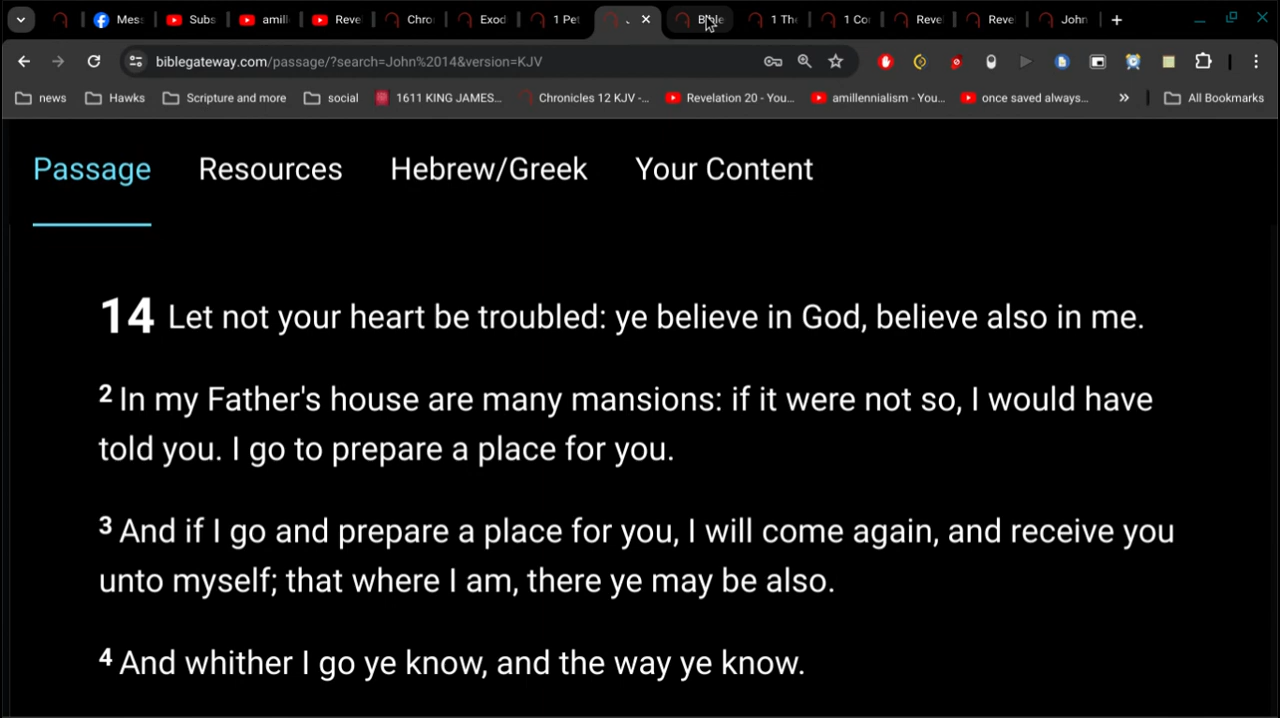 Mes
Subs
amill
Reve
Chro
Exod
1 Pet
Bible
1 The
1 Co
Reve
Reve
John
biblegateway.com/passage/?search=John%2014&version=KJV
news
Hawks
Scripture and more
social
1611 KING JAMES...
Chronicles 12 KJV -...
Revelation 20 - You...
amillennialism - You...
once saved always...
All Bookmarks
Passage
Resources
Hebrew/Greek
Your Content
14 Let not your heart be troubled: ye believe in God, believe also in me.
2 In my Father's house are many mansions: if it were not so, I would have
told you. I go to prepare a place for you.
3 And if I go and prepare a place for you, I will come again, and receive you
unto myself; that where I am, there ye may be also.
4 And whither I go ye know, and the way ye know.